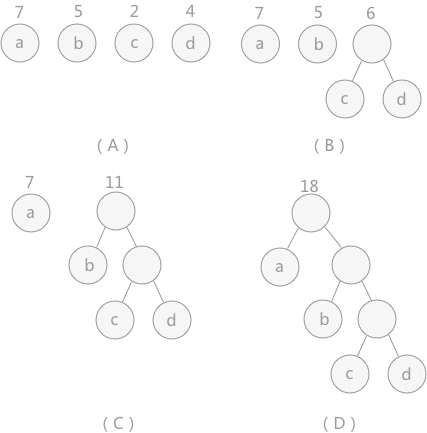 7 5 2 4 7 5 6
a b c d a b
c d
( A ) ( B )
7 11 18
a
b a
c d b
c d
( C ) ( D )